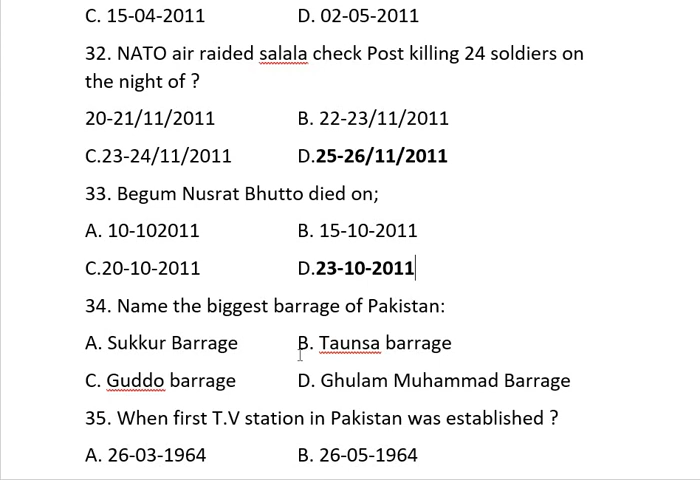 C. 15-04-2011 D. 02-05-2011
32. NATO air raided salala check Post killing 24 soldiers on
the night of ?
20-21/11/2011 B. 22-23/11/2011
C.23-24/11/2011 D.25-26/11/2011
33. Begum Nusrat Bhutto died on;
A. 10-102011 B. 15-10-2011
C.20-10-2011 D.23-10-2011
34. Name the biggest barrage of Pakistan:
A. Sukkur Barrage B. Taunsa barrage
C. Guddo barrage D. Ghulam Muhammad Barrage
35. When first T.V station in Pakistan was established ?
A. 26-03-1964 B. 26-05-1964